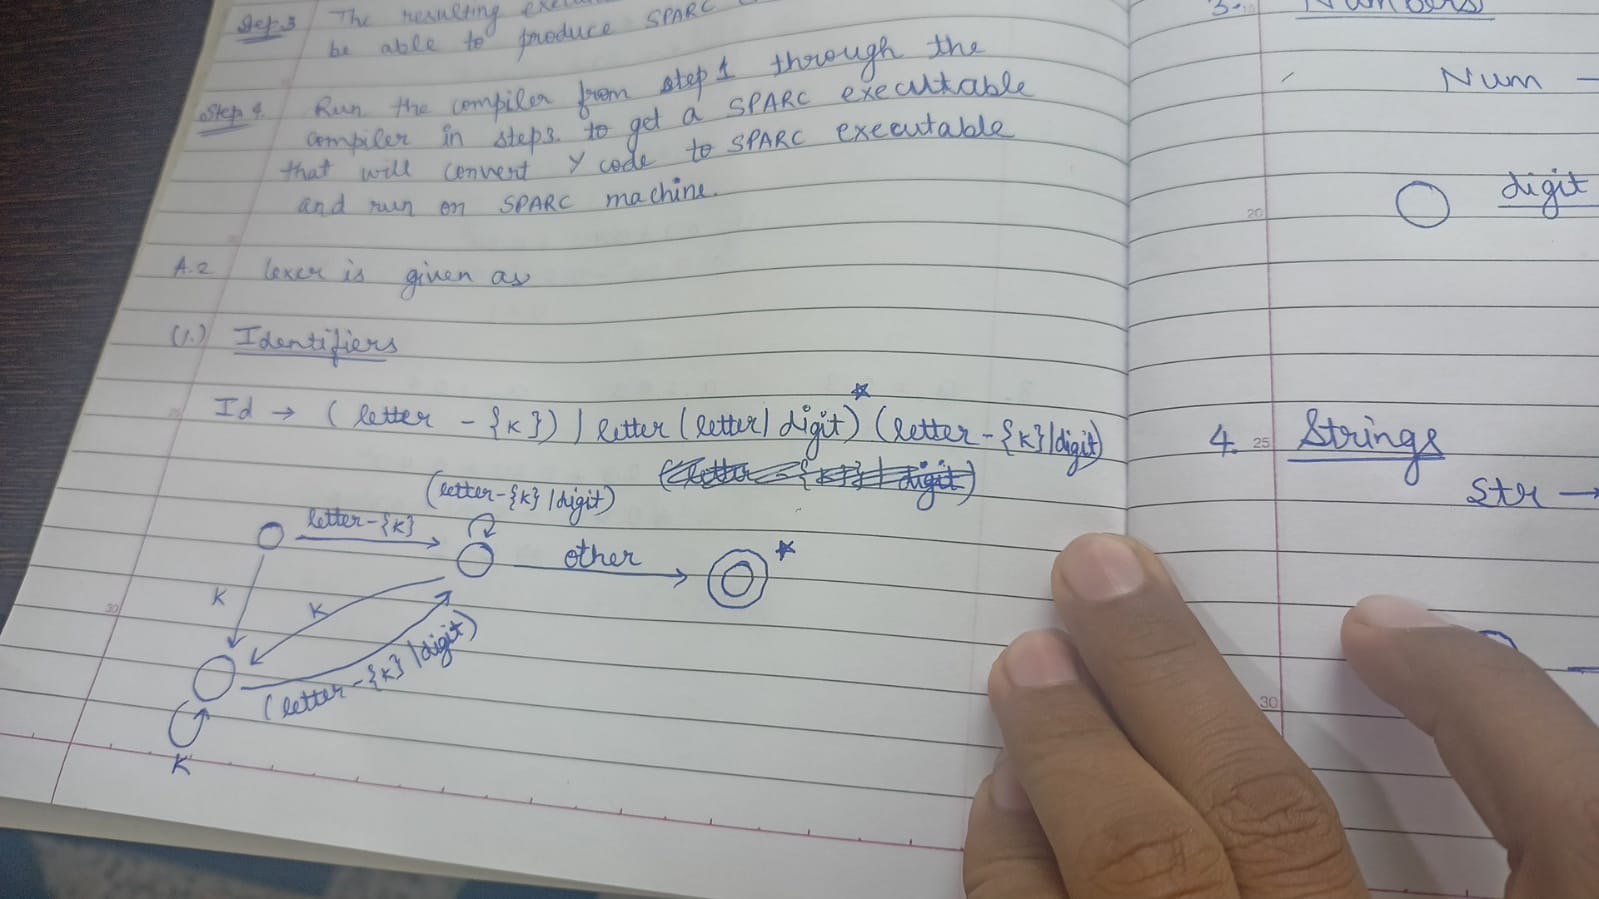 Step 3 The resulting
be able to produce SPARC
Step 4. Run the compiler from step 1 through the
compiler in step 3. to get a SPARC executable
that will convert Y code to SPARC executable
and run on SPARC machine.
A.2 lexer is given as
(1.) Identifiers
Id → (letter - {K}) | letter (letter | digit)* (letter - {K} | digit)
(letter-{K} | digit)
letter-{K}
other
*
K
K
(letter-{K} | digit)
K
30
3. Numbers
Num →
20
digit
4. 25 Strings
Str →
30